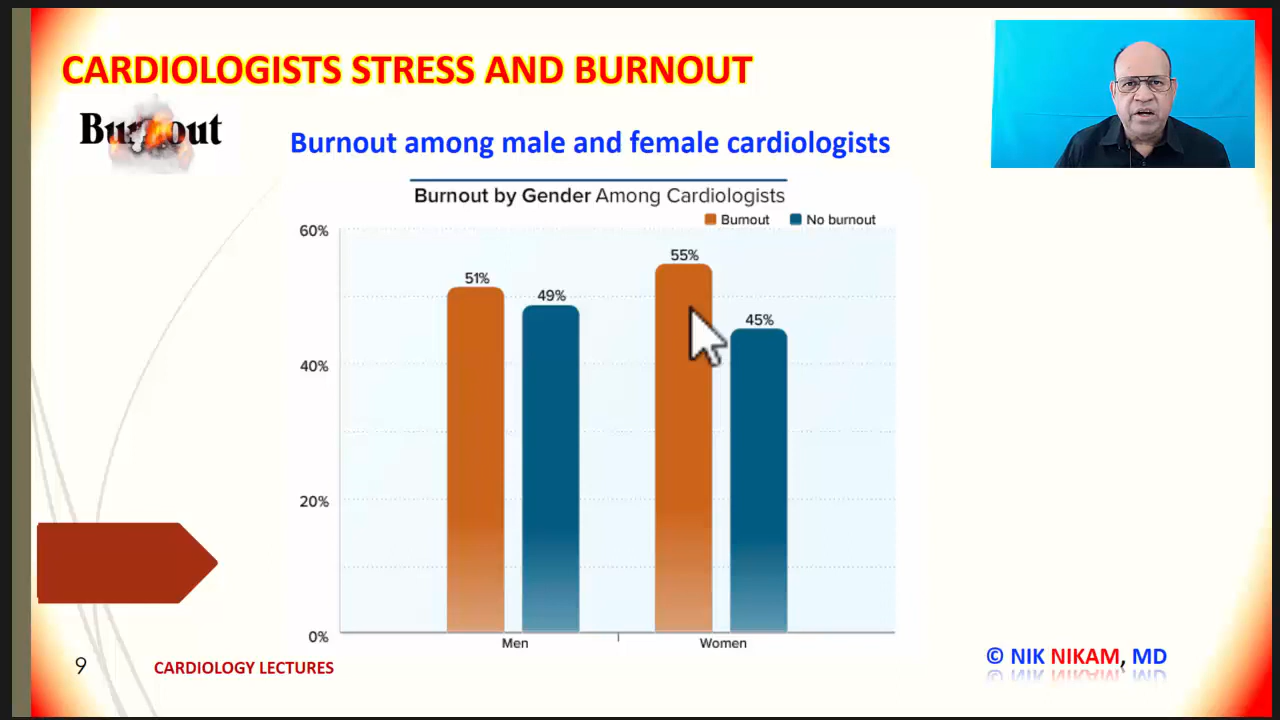 CARDIOLOGISTS STRESS AND BURNOUT
Burnout
Burnout among male and female cardiologists
Burnout by Gender Among Cardiologists
Burnout No burnout
60%
40%
20%
0%
51%
49%
55%
45%
Men Women
9
CARDIOLOGY LECTURES
© NIK NIKAM, MD